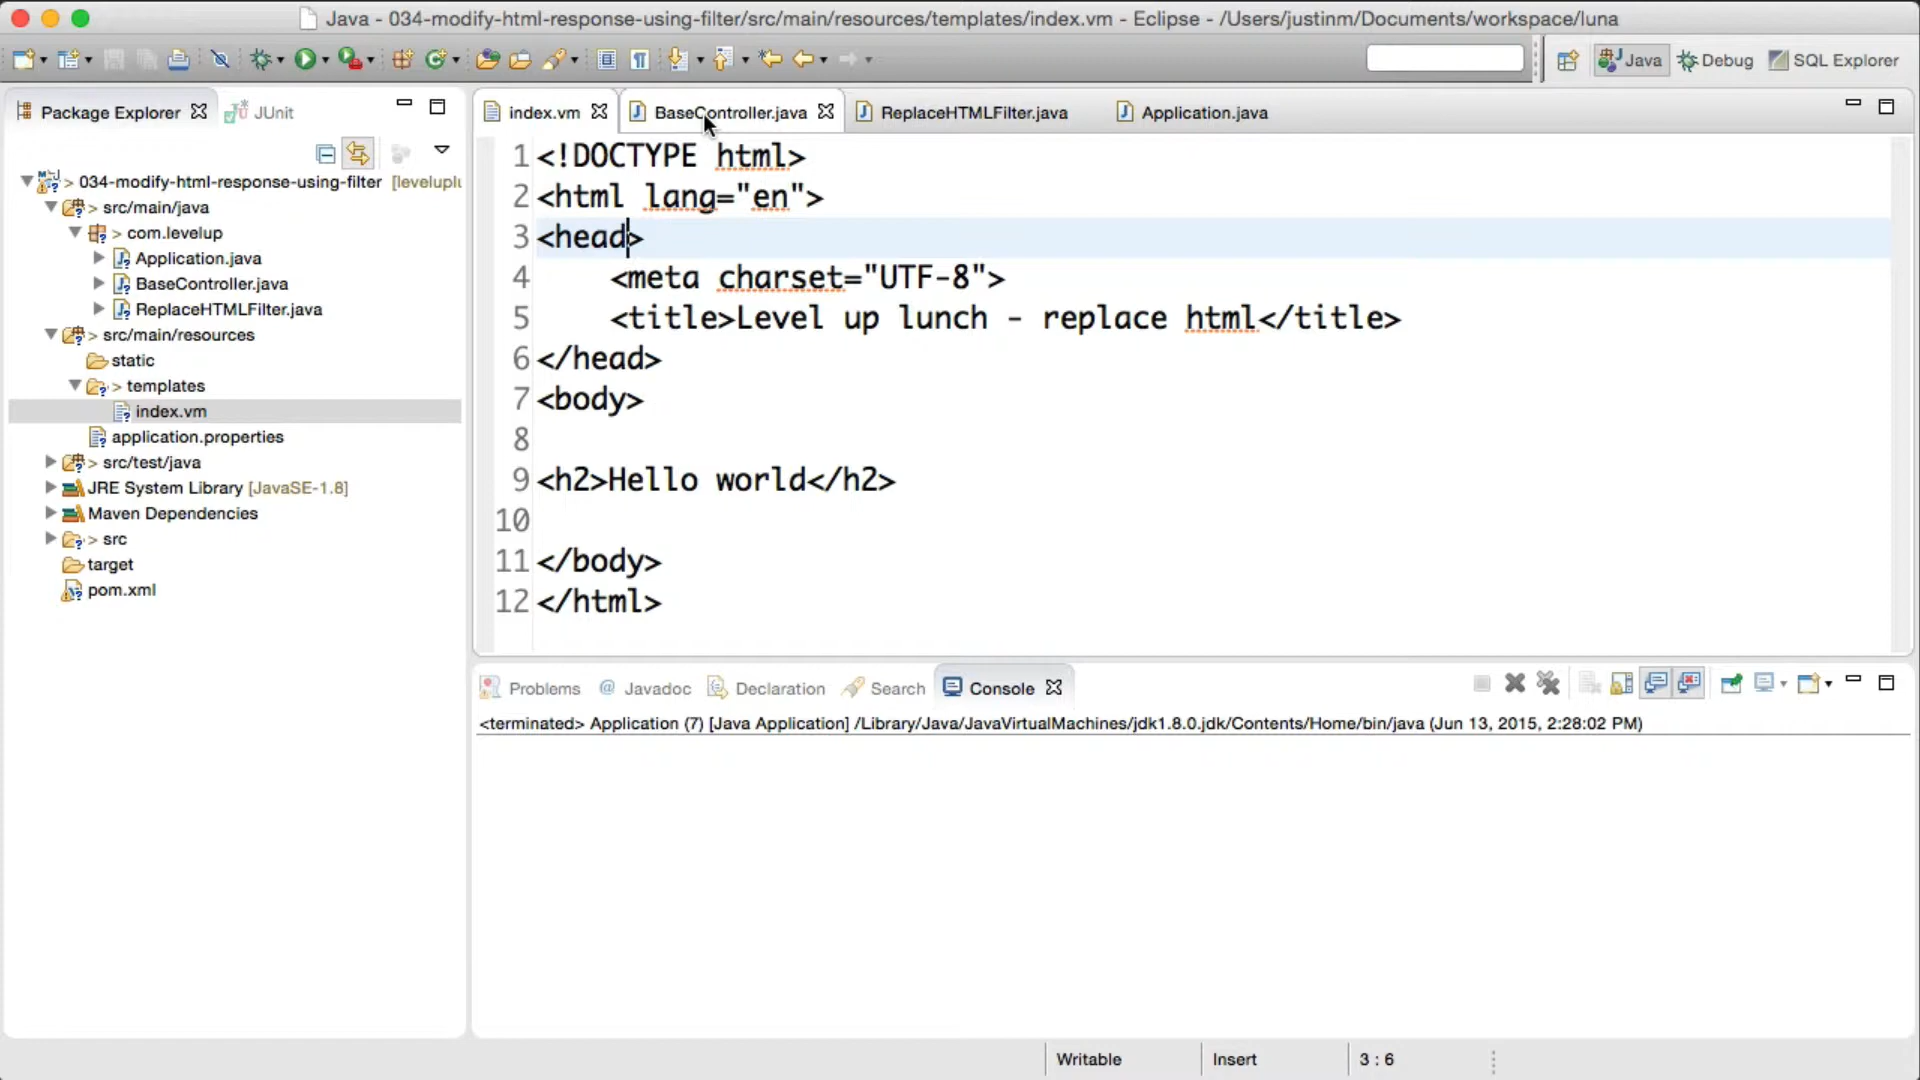 Java - 034-modify-html-response-using-filter/src/main/resources/templates/index.vm - Eclipse - /Users/justinm/Documents/workspace/luna
Java
Debug
SQL Explorer
Package Explorer
JUnit
index.vm
BaseController.java
ReplaceHTMLFilter.java
Application.java
> 034-modify-html-response-using-filter [leveluplu
> src/main/java
> com.levelup
Application.java
BaseController.java
ReplaceHTMLFilter.java
> src/main/resources
static
> templates
index.vm
application.properties
> src/test/java
JRE System Library [JavaSE-1.8]
Maven Dependencies
> src
target
pom.xml
1 <!DOCTYPE html>
2 <html lang="en">
3 <head>
4 <meta charset="UTF-8">
5 <title>Level up lunch - replace html</title>
6 </head>
7 <body>
8
9 <h2>Hello world</h2>
10
11 </body>
12 </html>
Problems
@ Javadoc
Declaration
Search
Console
<terminated> Application (7) [Java Application] /Library/Java/JavaVirtualMachines/jdk1.8.0.jdk/Contents/Home/bin/java (Jun 13, 2015, 2:28:02 PM)
Writable
Insert
3 : 6